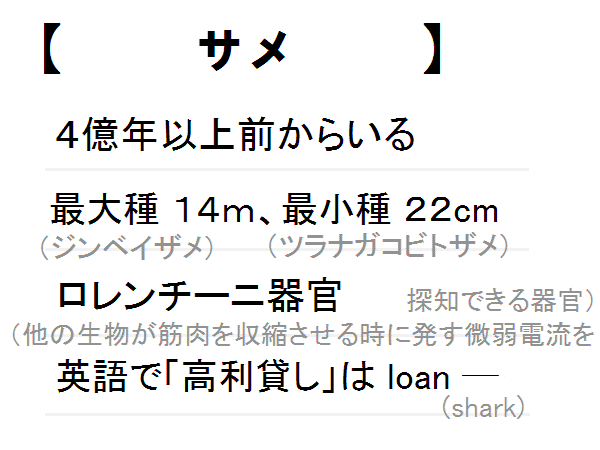 【 サメ 】
４億年以上前からいる
最大種 １４ｍ、最小種 ２２cm
（ジンベイザメ） （ツラナガコビトザメ）
ロレンチーニ器官 探知できる器官）
（他の生物が筋肉を収縮させる時に発す微弱電流を
英語で「高利貸し」は loan ―
（shark）